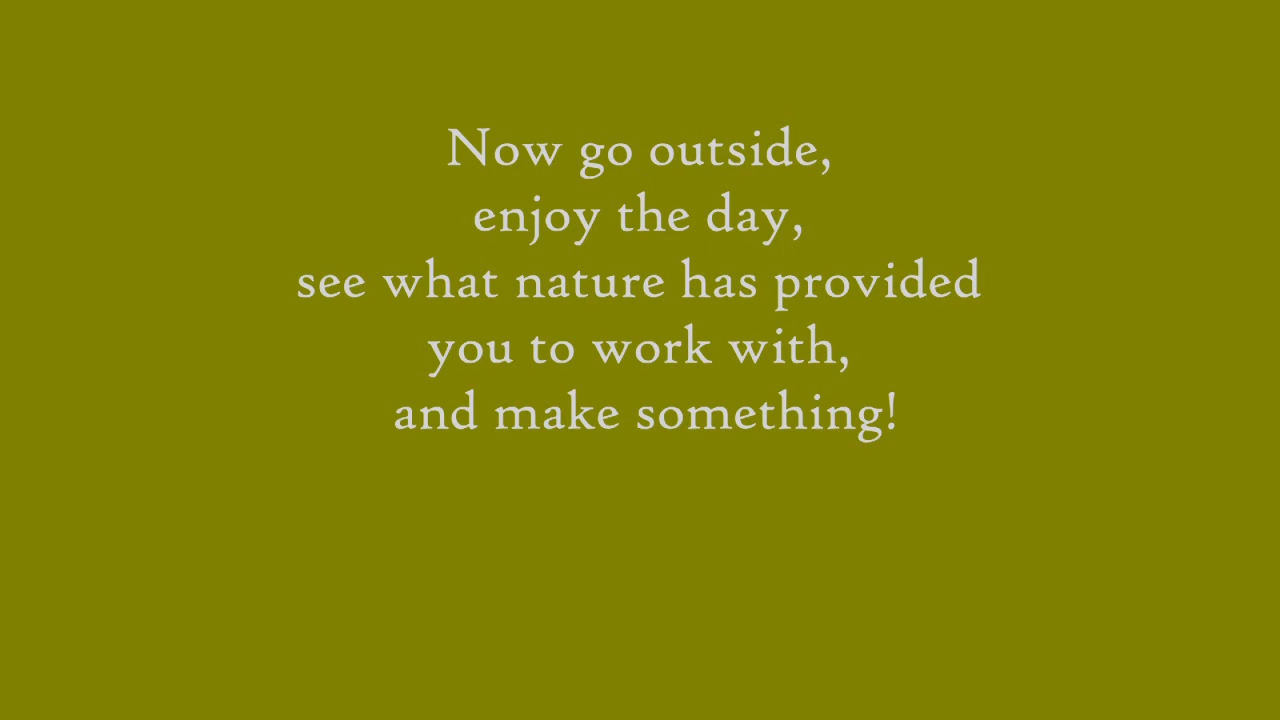 Now go outside,
enjoy the day,
see what nature has provided
you to work with,
and make something!